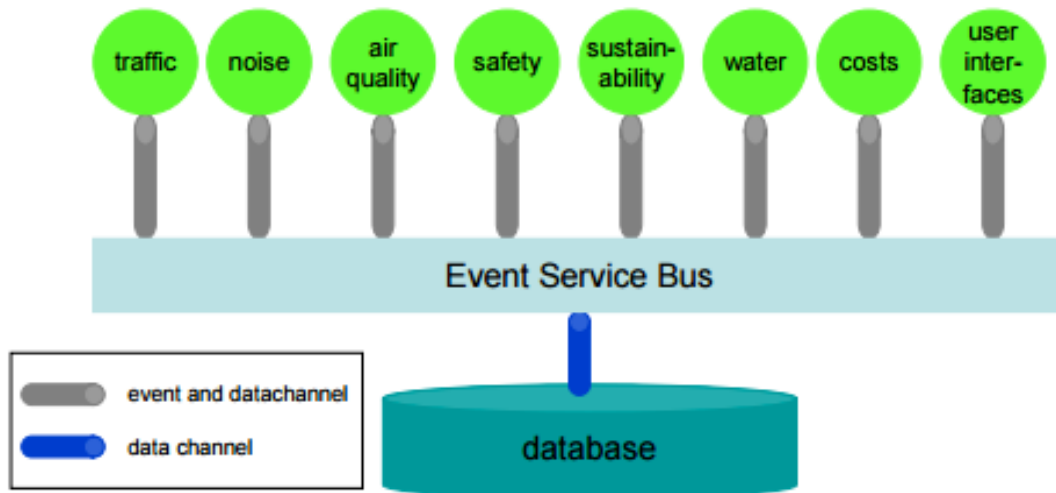 traffic
noise
air
quality
safety
sustain-
ability
water
costs
user
inter-
faces
Event Service Bus
event and datachannel
data channel
database